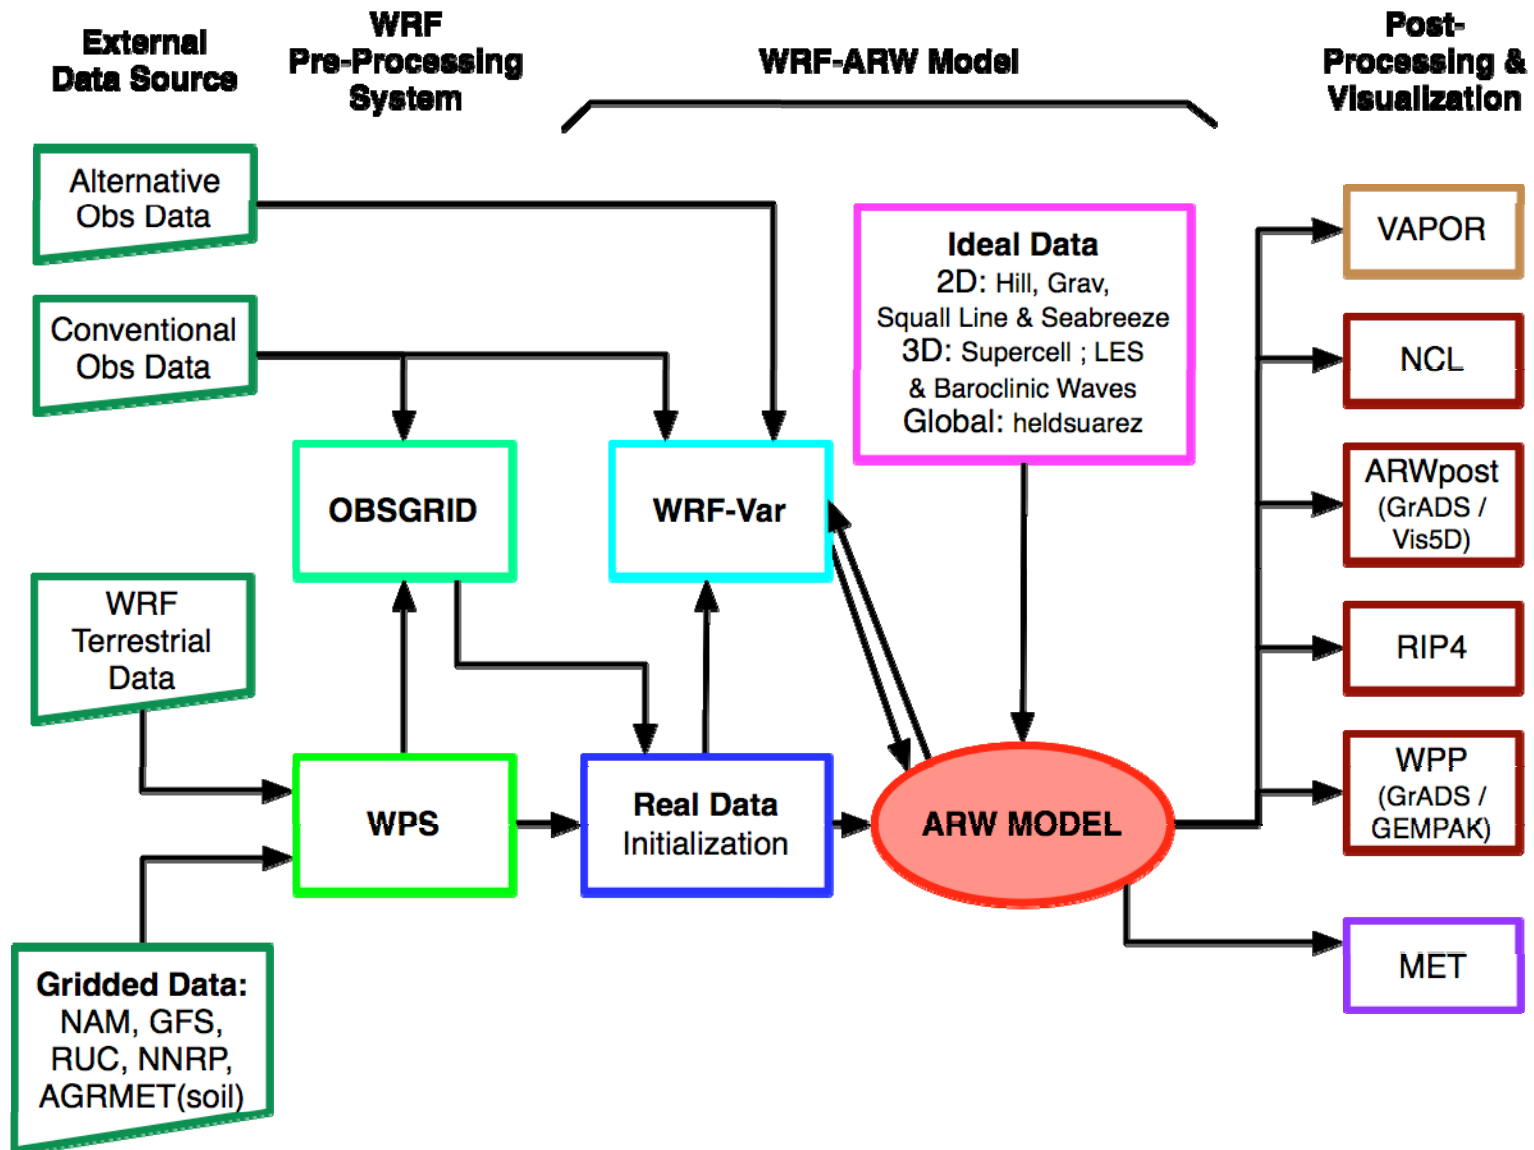 External
Data Source
WRF
Pre-Processing
System
WRF-ARW Model
Post-
Processing &
Visualization
Alternative
Obs Data
Conventional
Obs Data
WRF
Terrestrial
Data
Gridded Data:
NAM, GFS,
RUC, NNRP,
AGRMET(soil)
OBSGRID
WPS
WRF-Var
Real Data
Initialization
Ideal Data
2D: Hill, Grav,
Squall Line & Seabreeze
3D: Supercell ; LES
& Baroclinic Waves
Global: heldsuarez
ARW MODEL
VAPOR
NCL
ARWpost
(GrADS /
Vis5D)
RIP4
WPP
(GrADS /
GEMPAK)
MET